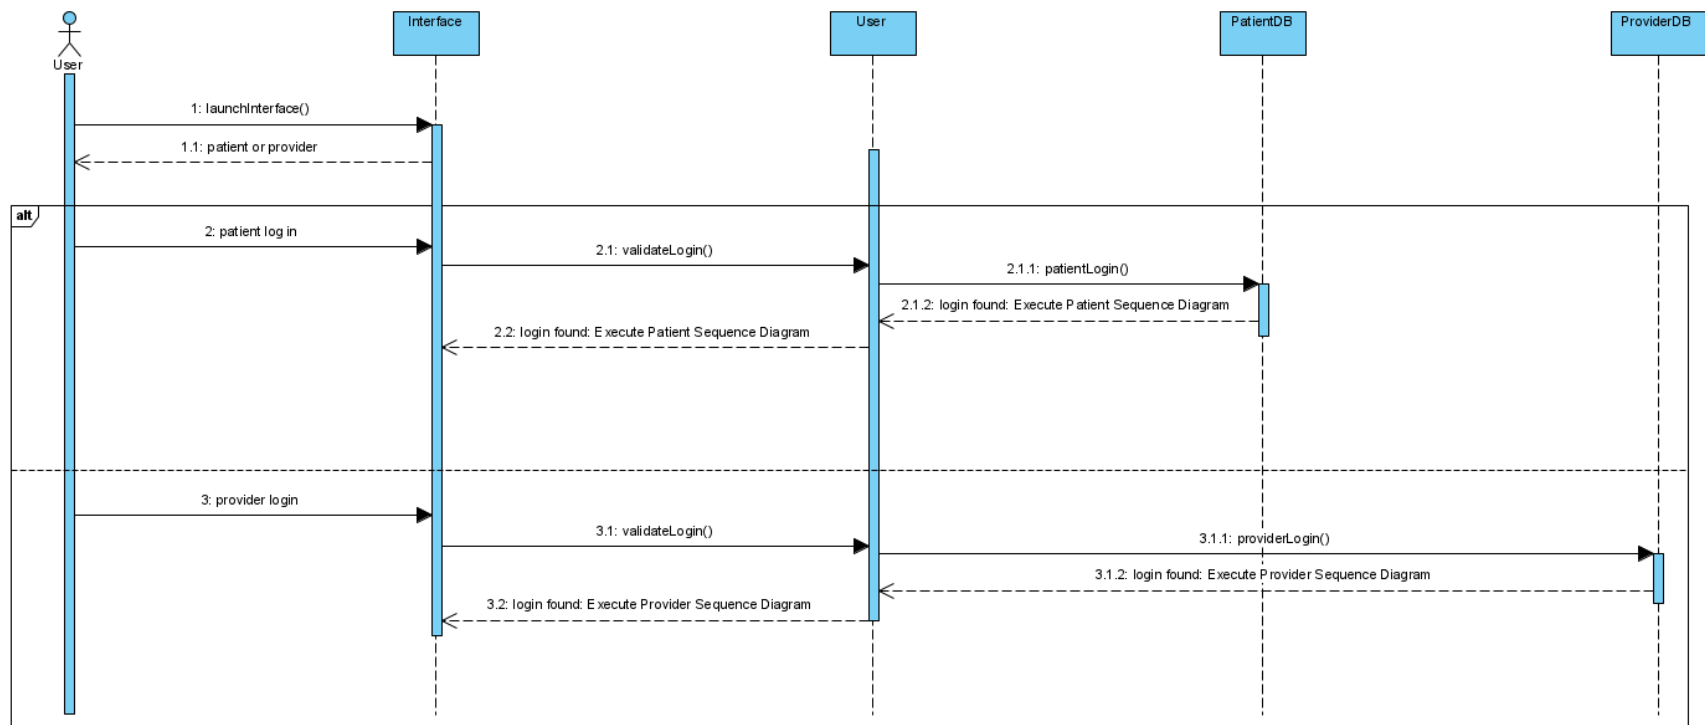 Interface
User
PatientDB
ProviderDB
User
1: launchInterface()
1.1: patient or provider
alt
2: patient log in
2.1: validateLogin()
2.1.1: patientLogin()
2.1.2: login found: Execute Patient Sequence Diagram
2.2: login found: Execute Patient Sequence Diagram
3: provider login
3.1: validateLogin()
3.1.1: providerLogin()
3.1.2: login found: Execute Provider Sequence Diagram
3.2: login found: Execute Provider Sequence Diagram